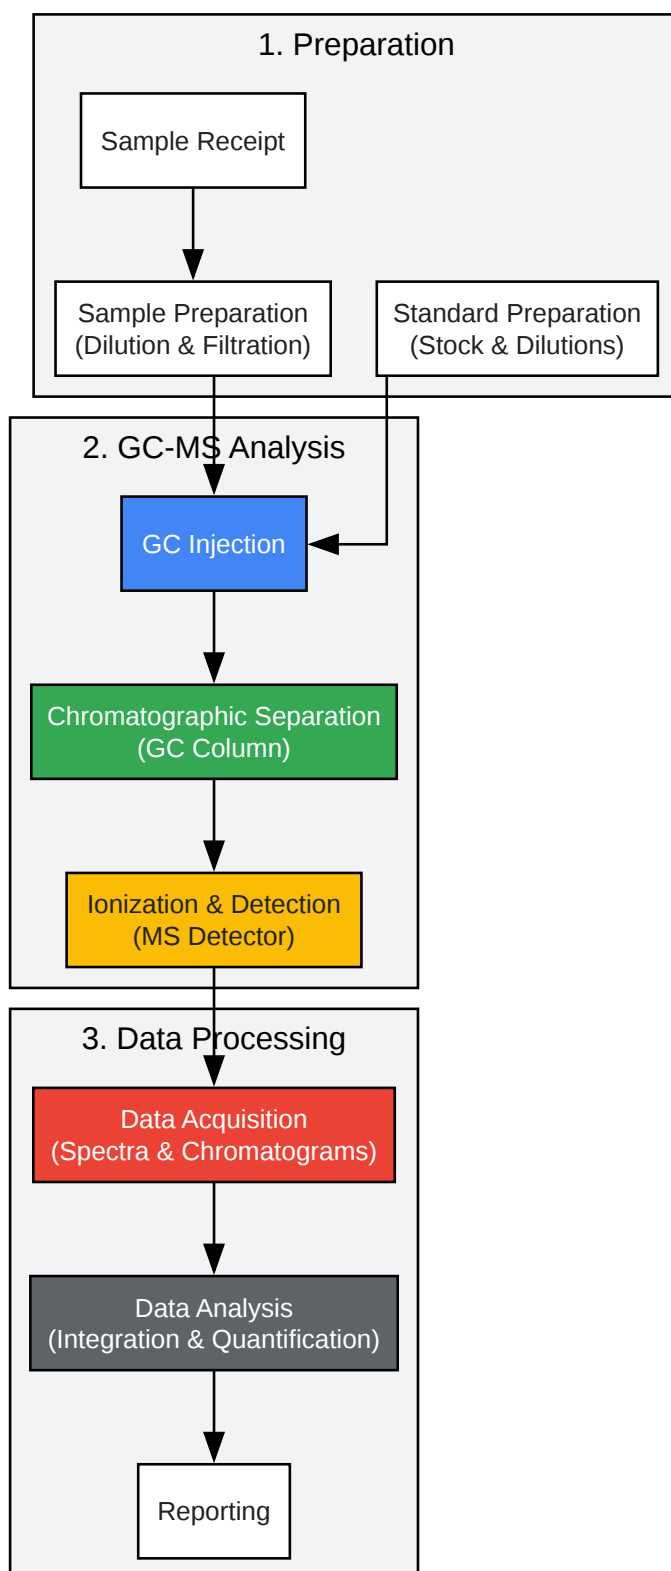 1. Preparation
Sample Receipt
Sample Preparation
(Dilution & Filtration)
Standard Preparation
(Stock & Dilutions)
2. GC-MS Analysis
GC Injection
Chromatographic Separation
(GC Column)
Ionization & Detection
(MS Detector)
3. Data Processing
Data Acquisition
(Spectra & Chromatograms)
Data Analysis
(Integration & Quantification)
Reporting